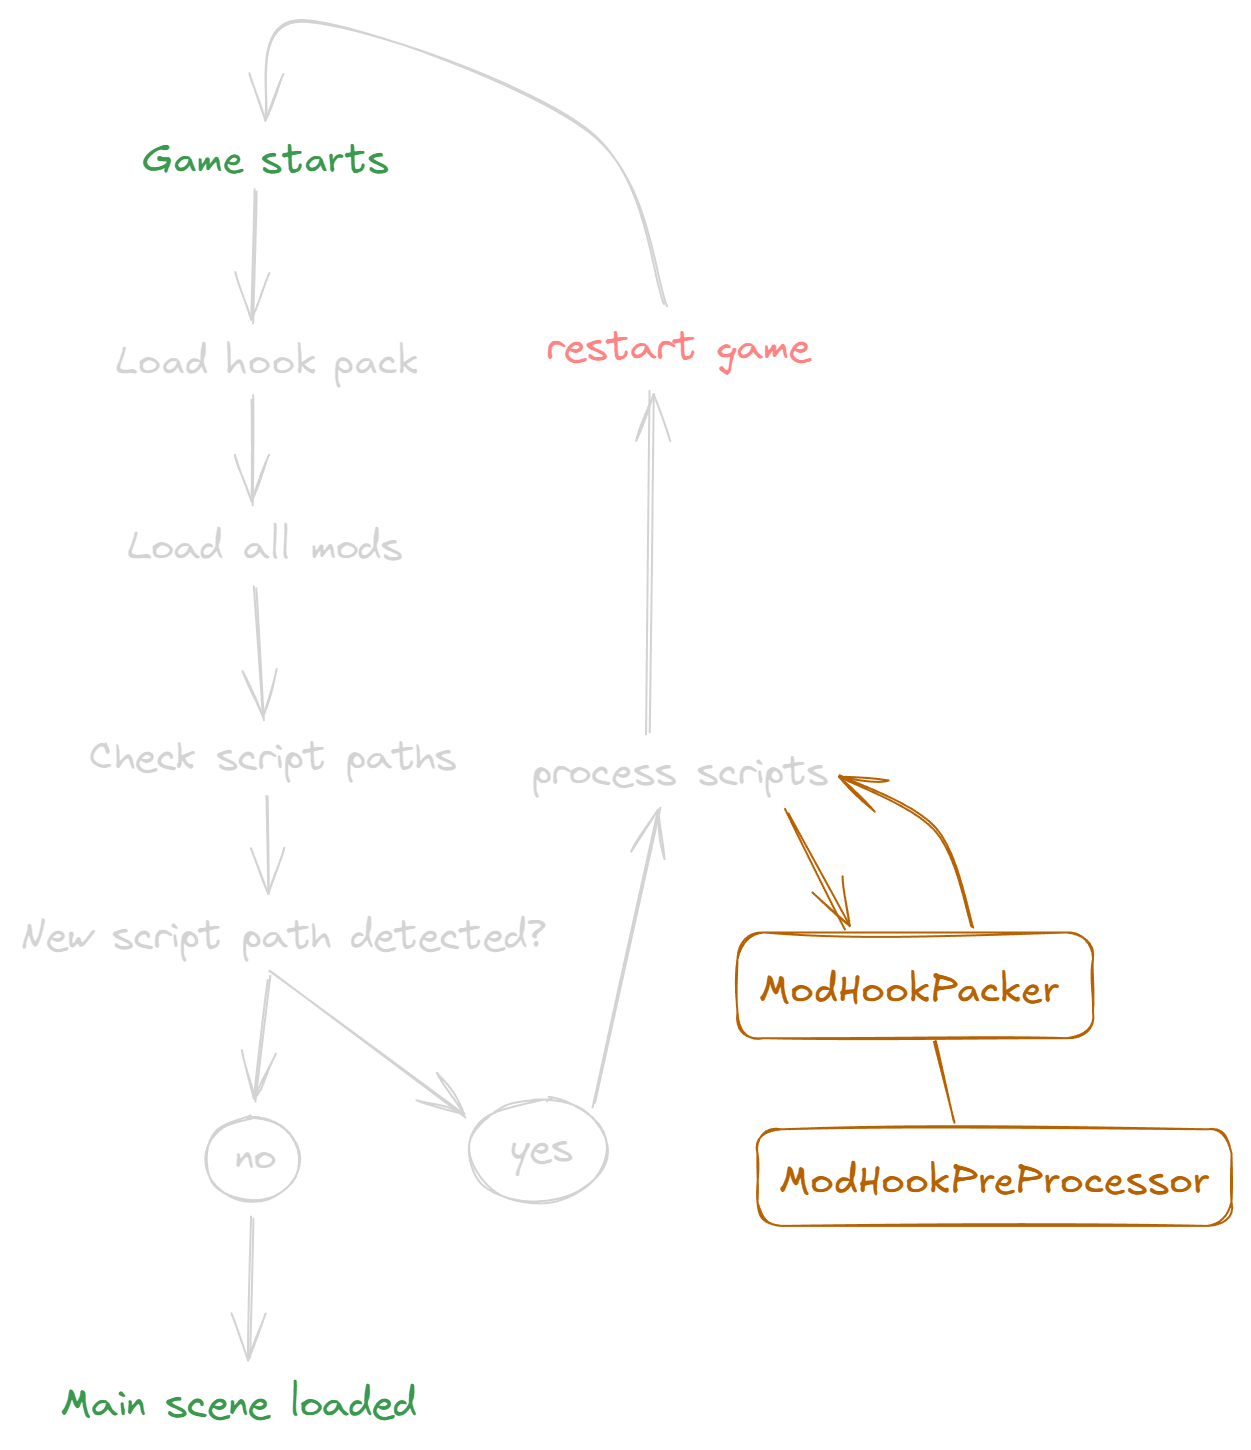 Game starts
Load hook pack
restart game
Load all mods
Check script paths
process scripts
New script path detected?
ModHookPacker
no
yes
ModHookPreProcessor
Main scene loaded